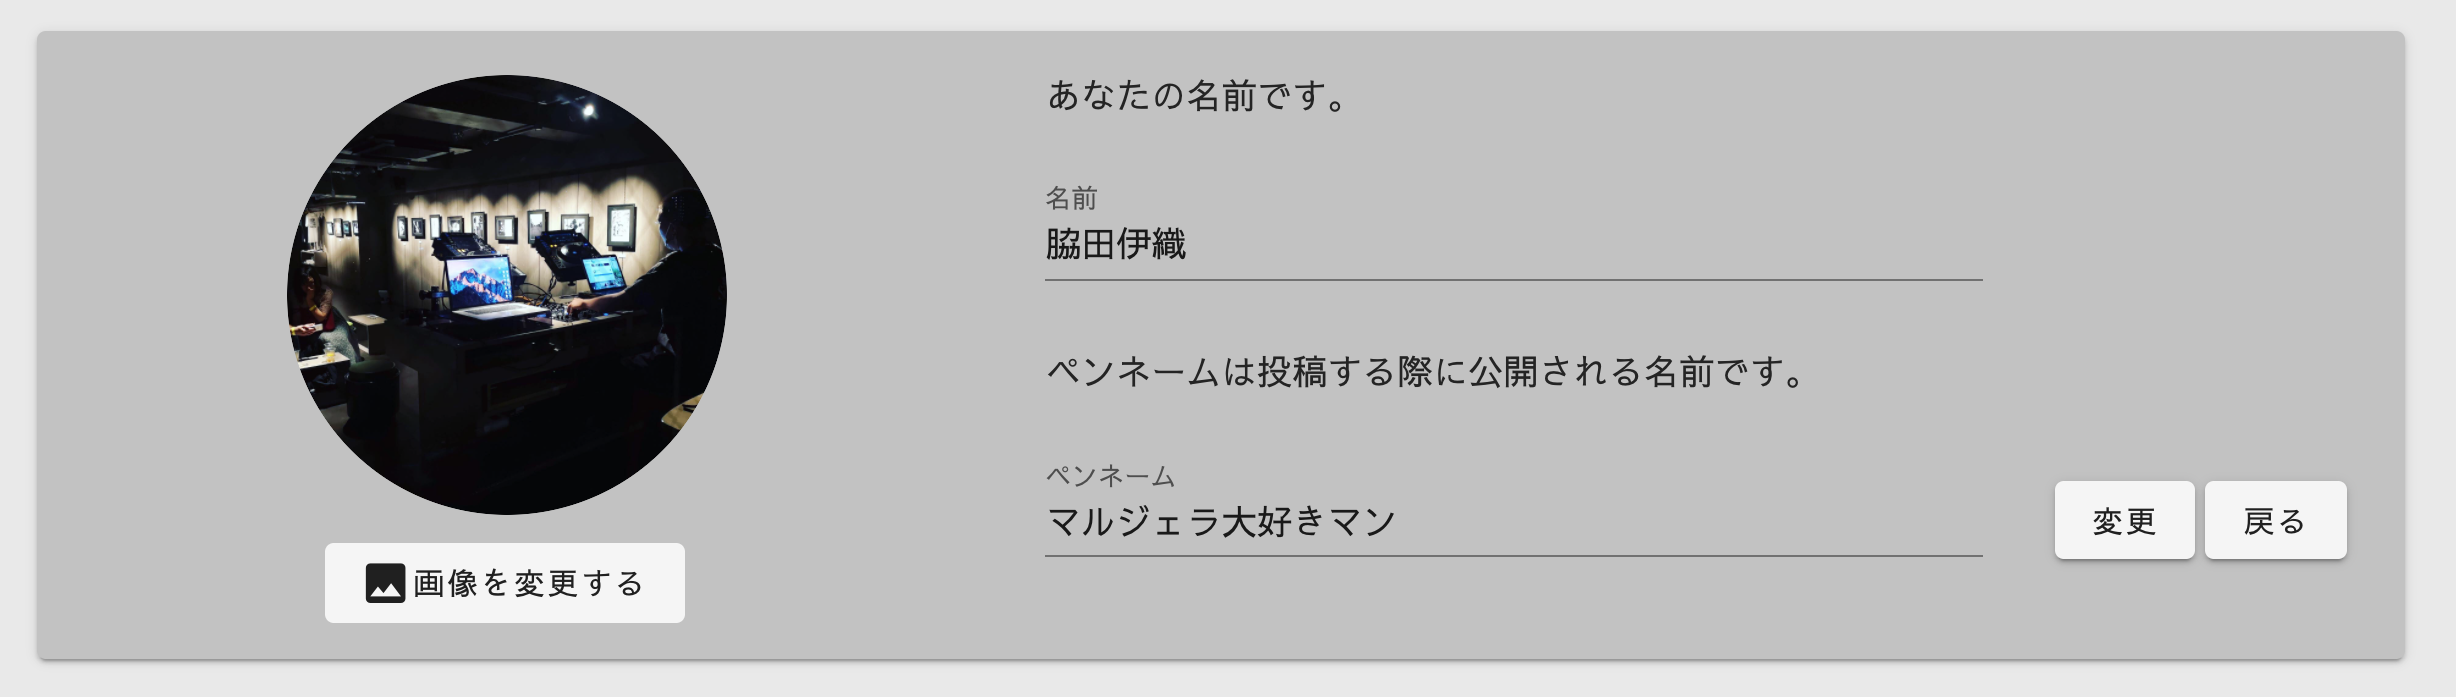 あなたの名前です。
名前
脇田伊織
ペンネームは投稿する際に公開される名前です。
ペンネーム
マルジェラ大好きマン
変更
戻る
画像を変更する